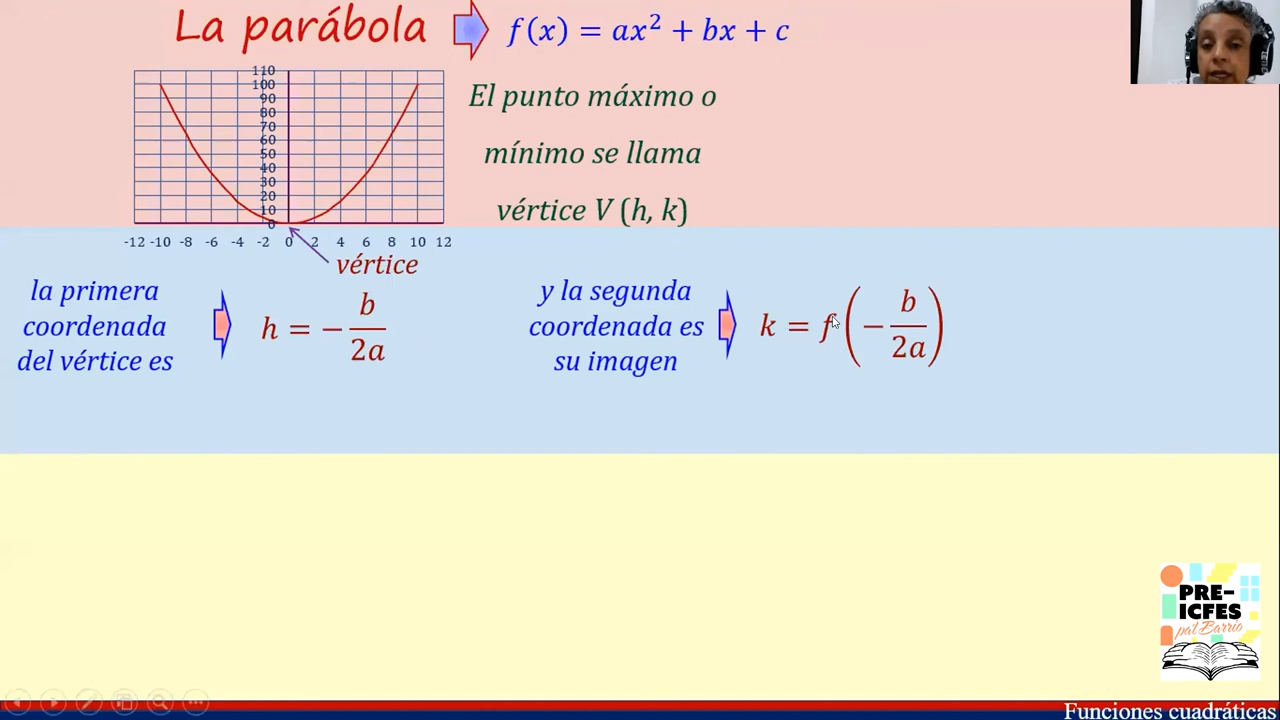 La parábola
f(x) = ax² + bx + c
110
100
90
80
70
60
50
40
30
20
10
0
-12 -10 -8 -6 -4 -2 0 2 4 6 8 10 12
vértice
El punto máximo o
mínimo se llama
vértice V (h, k)
la primera
coordenada
del vértice es
h = − b/2a
y la segunda
coordenada es
su imagen
k = f(− b/2a)
PRE-
ICFES
pa'l Barrio
Funciones cuadráticas